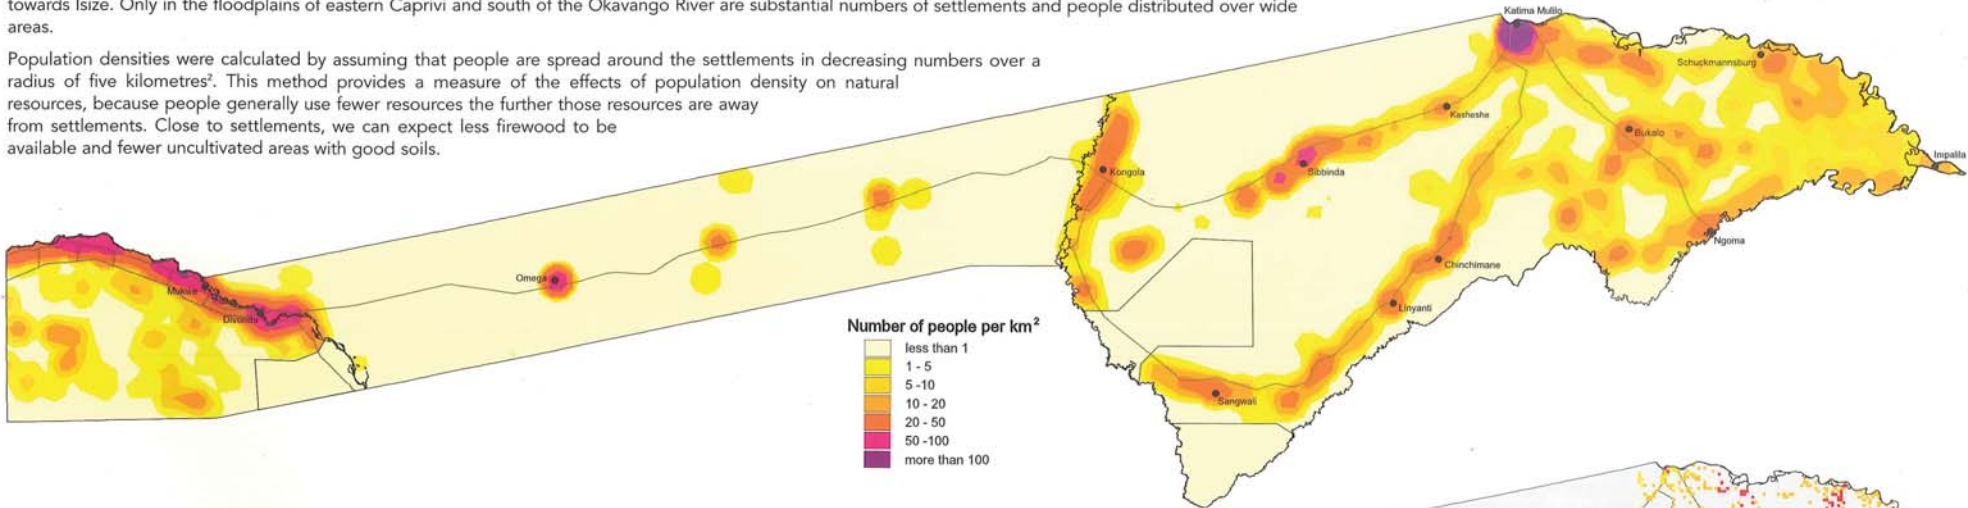 towards Isize. Only in the floodplains of eastern Caprivi and south of the Okavango River are substantial numbers of settlements and people distributed over wide
areas.
Population densities were calculated by assuming that people are spread around the settlements in decreasing numbers over a
radius of five kilometres². This method provides a measure of the effects of population density on natural
resources, because people generally use fewer resources the further those resources are away
from settlements. Close to settlements, we can expect less firewood to be
available and fewer uncultivated areas with good soils.
Katima Mulilo
Schuckmannsburg
Kasheshe
Bukalo
Impalila
Kongola
Sibbinda
Ngoma
Chinchimane
Omega
Mukwe
Divundu
Linyanti
Sangwali
Number of people per km²
less than 1
1 - 5
5 -10
10 - 20
20 - 50
50 -100
more than 100